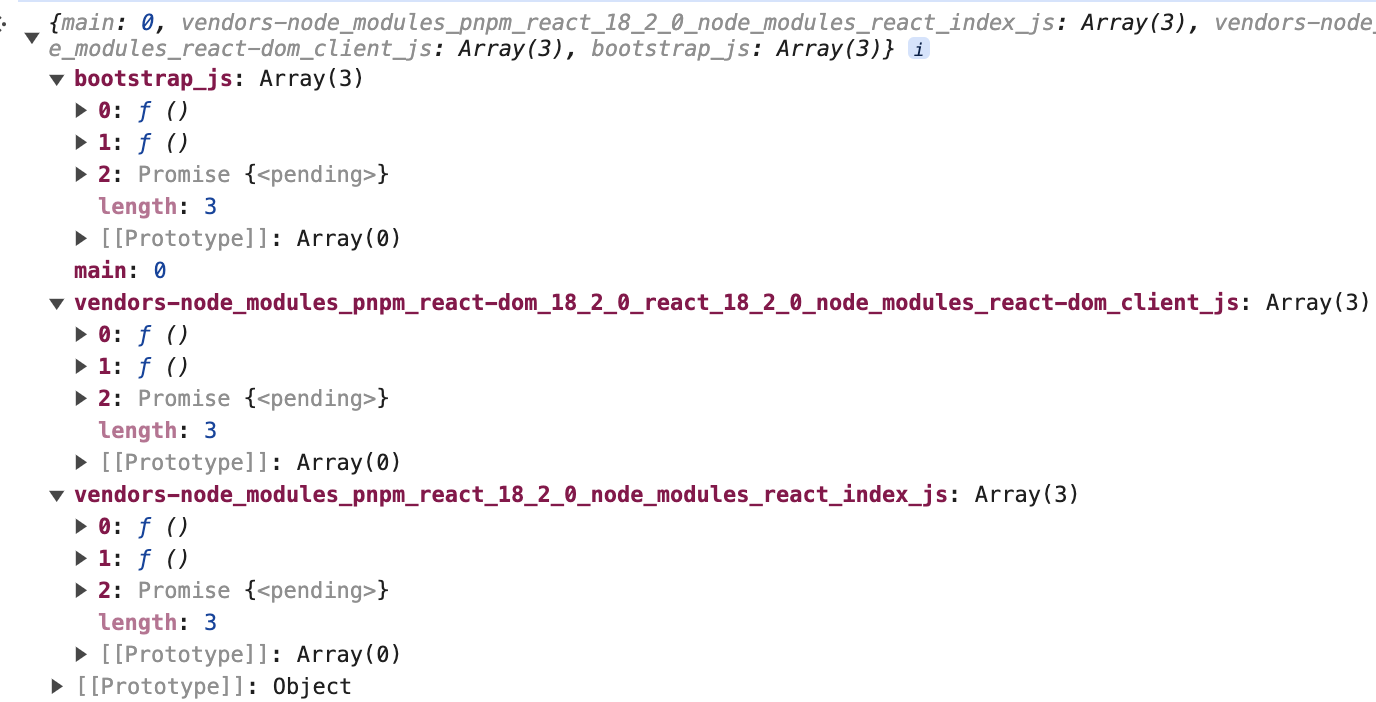 {main: 0, vendors-node_modules_pnpm_react_18_2_0_node_modules_react_index_js: Array(3), vendors-node_
e_modules_react-dom_client_js: Array(3), bootstrap_js: Array(3)} i
▼ bootstrap_js: Array(3)
▶ 0: ƒ ()
▶ 1: ƒ ()
▶ 2: Promise {<pending>}
length: 3
▶ [[Prototype]]: Array(0)
main: 0
▼ vendors-node_modules_pnpm_react-dom_18_2_0_react_18_2_0_node_modules_react-dom_client_js: Array(3)
▶ 0: ƒ ()
▶ 1: ƒ ()
▶ 2: Promise {<pending>}
length: 3
▶ [[Prototype]]: Array(0)
▼ vendors-node_modules_pnpm_react_18_2_0_node_modules_react_index_js: Array(3)
▶ 0: ƒ ()
▶ 1: ƒ ()
▶ 2: Promise {<pending>}
length: 3
▶ [[Prototype]]: Array(0)
▶ [[Prototype]]: Object